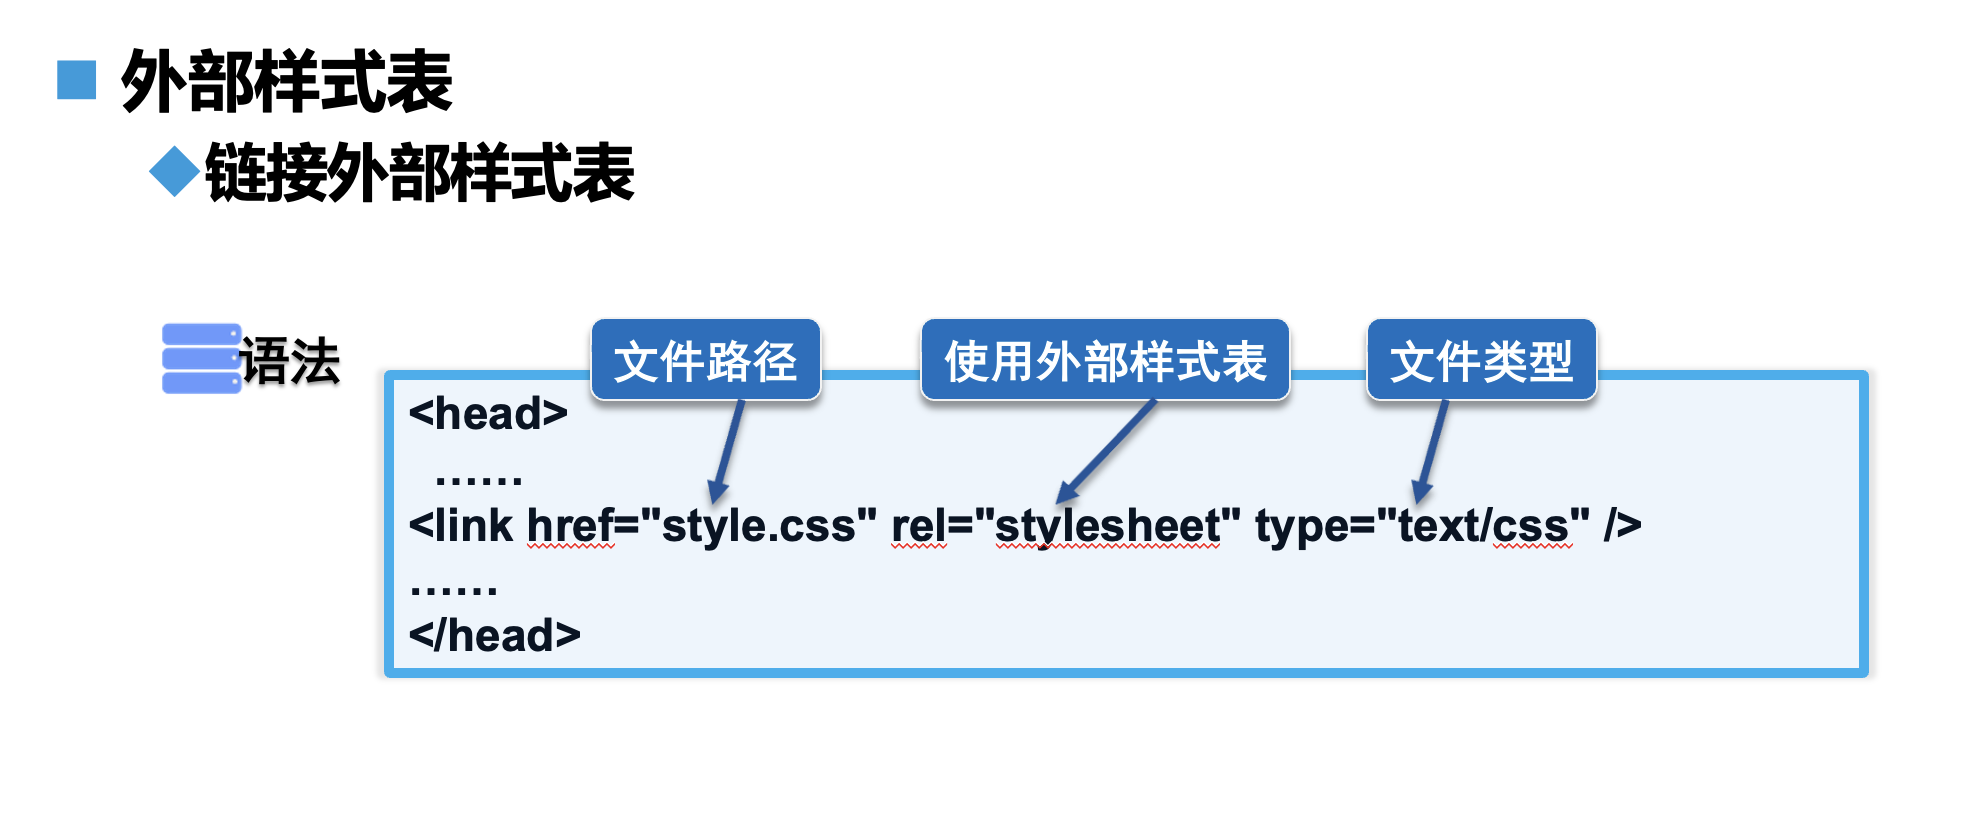 外部样式表
链接外部样式表
语法
文件路径 使用外部样式表 文件类型
<head>
……
<link href="style.css" rel="stylesheet" type="text/css" />
……
</head>